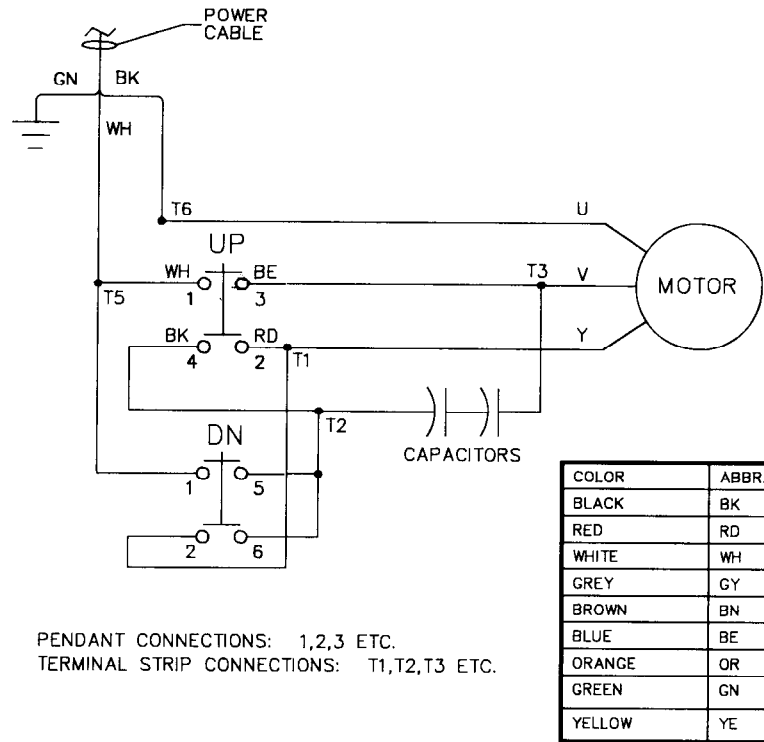 POWER
CABLE
GN BK
WH
T6 U
UP
WH BE T3 V
T5 1 3 MOTOR
BK RD Y
4 2 T1
T2
DN CAPACITORS
1 5
2 6
COLOR ABBR.
BLACK BK
RED RD
WHITE WH
GREY GY
BROWN BN
BLUE BE
ORANGE OR
GREEN GN
YELLOW YE
PENDANT CONNECTIONS: 1,2,3 ETC.
TERMINAL STRIP CONNECTIONS: T1,T2,T3 ETC.